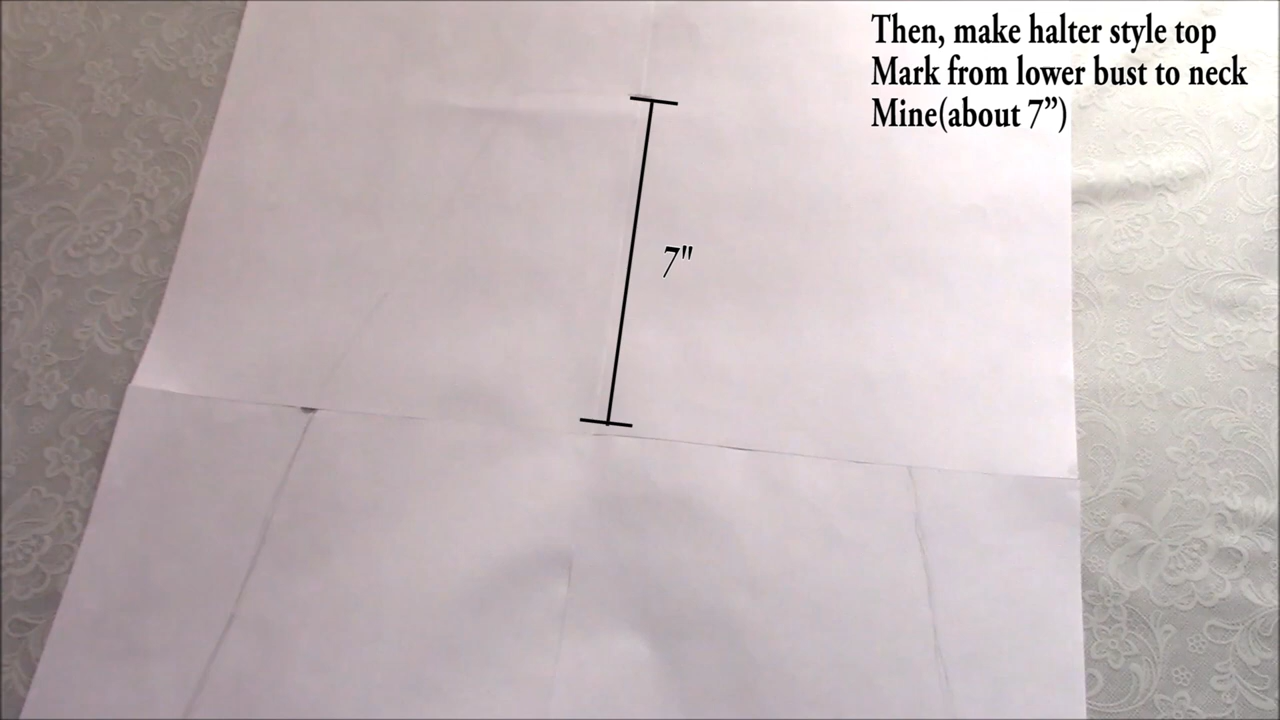 Then, make halter style top
Mark from lower bust to neck
Mine(about 7”)
7"